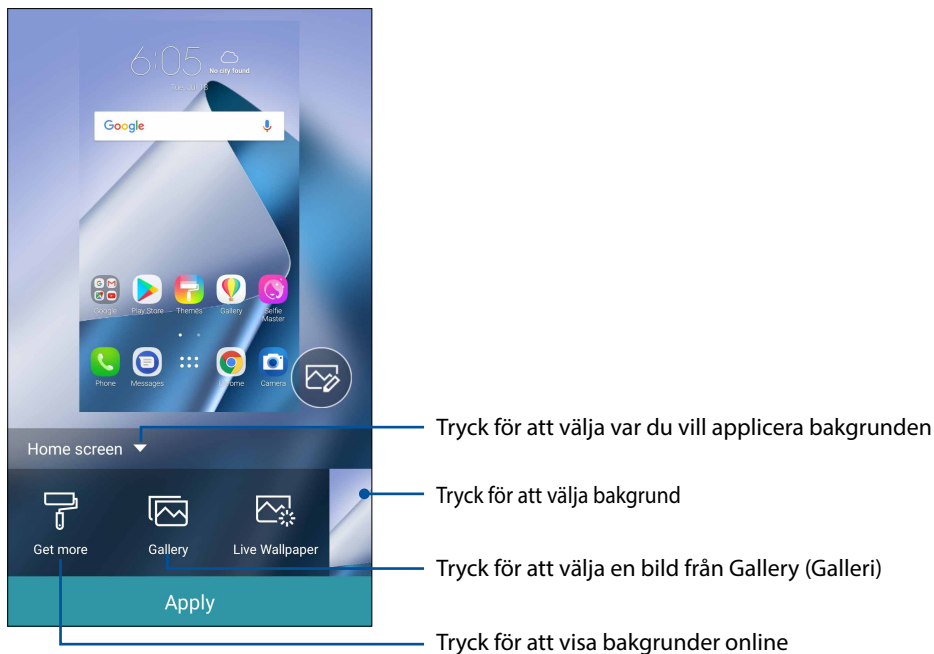 6:05
No city found
Google
Google
Play Store
Themes
Gallery
Selfie
Master
Phone
Messages
Camera
Home screen
Tryck för att välja var du vill applicera bakgrunden
Tryck för att välja bakgrund
Get more
Gallery
Live Wallpaper
Tryck för att välja en bild från Gallery (Galleri)
Apply
Tryck för att visa bakgrunder online